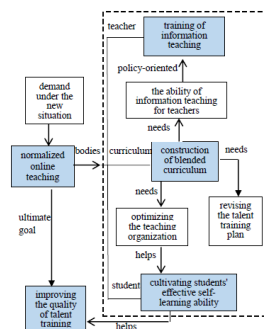 teacher
training of
information
teaching
policy-oriented
demand
under the
new
situation
the ability of
information teaching
for teachers
needs
normalized
online
teaching
bodies
curriculum
construction
of blended
curriculum
needs
needs
ultimate
goal
optimizing
the teaching
organization
revising
the talent
training
plan
helps
student
cultivating students'
effective self-
learning ability
improving
the quality
of talent
training
helps